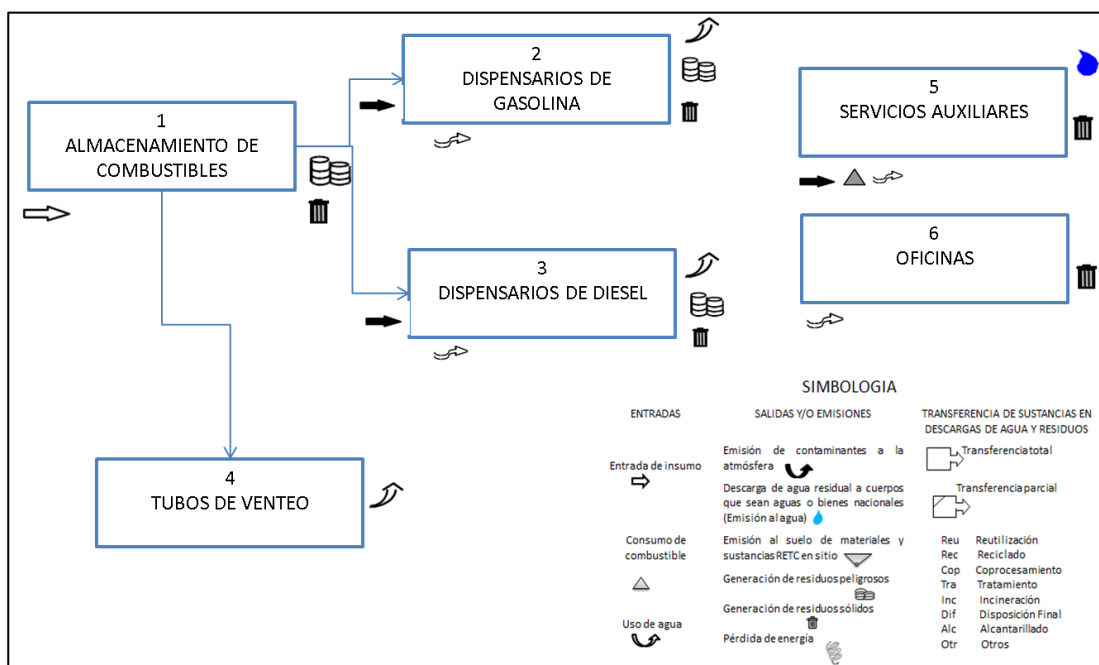 1
ALMACENAMIENTO DE
COMBUSTIBLES
2
DISPENSARIOS DE
GASOLINA
3
DISPENSARIOS DE DIESEL
4
TUBOS DE VENTEO
5
SERVICIOS AUXILIARES
6
OFICINAS
SIMBOLOGIA
ENTRADAS
Entrada de insumo
Consumo de
combustible
Uso de agua
SALIDAS Y/O EMISIONES
Emisión de contaminantes a la
atmósfera
Descarga de agua residual a cuerpos
que sean aguas o bienes nacionales
(Emisión al agua)
Emisión al suelo de materiales y
sustancias RETC en sitio
Generación de residuos peligrosos
Generación de residuos sólidos
Pérdida de energía
TRANSFERENCIA DE SUSTANCIAS EN
DESCARGAS DE AGUA Y RESIDUOS
Transferencia total
Transferencia parcial
Reu Reutilización
Rec Reciclado
Cop Coprocesamiento
Tra Tratamiento
Inc Incineración
Dif Disposición Final
Alc Alcantarillado
Otr Otros